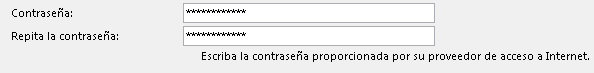 Contraseña: ************
Repita la contraseña: ************
Escriba la contraseña proporcionada por su proveedor de acceso a Internet.